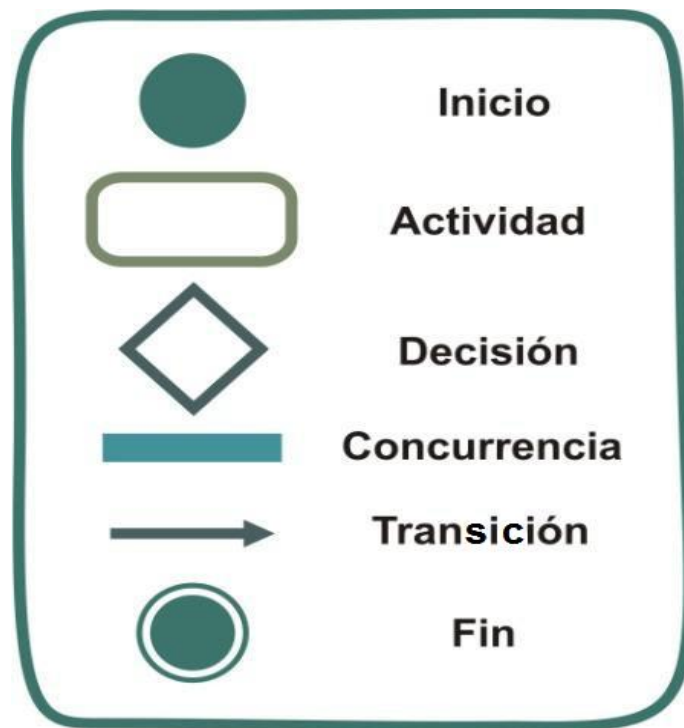 Inicio
Actividad
Decisión
Concurrencia
Transición
Fin